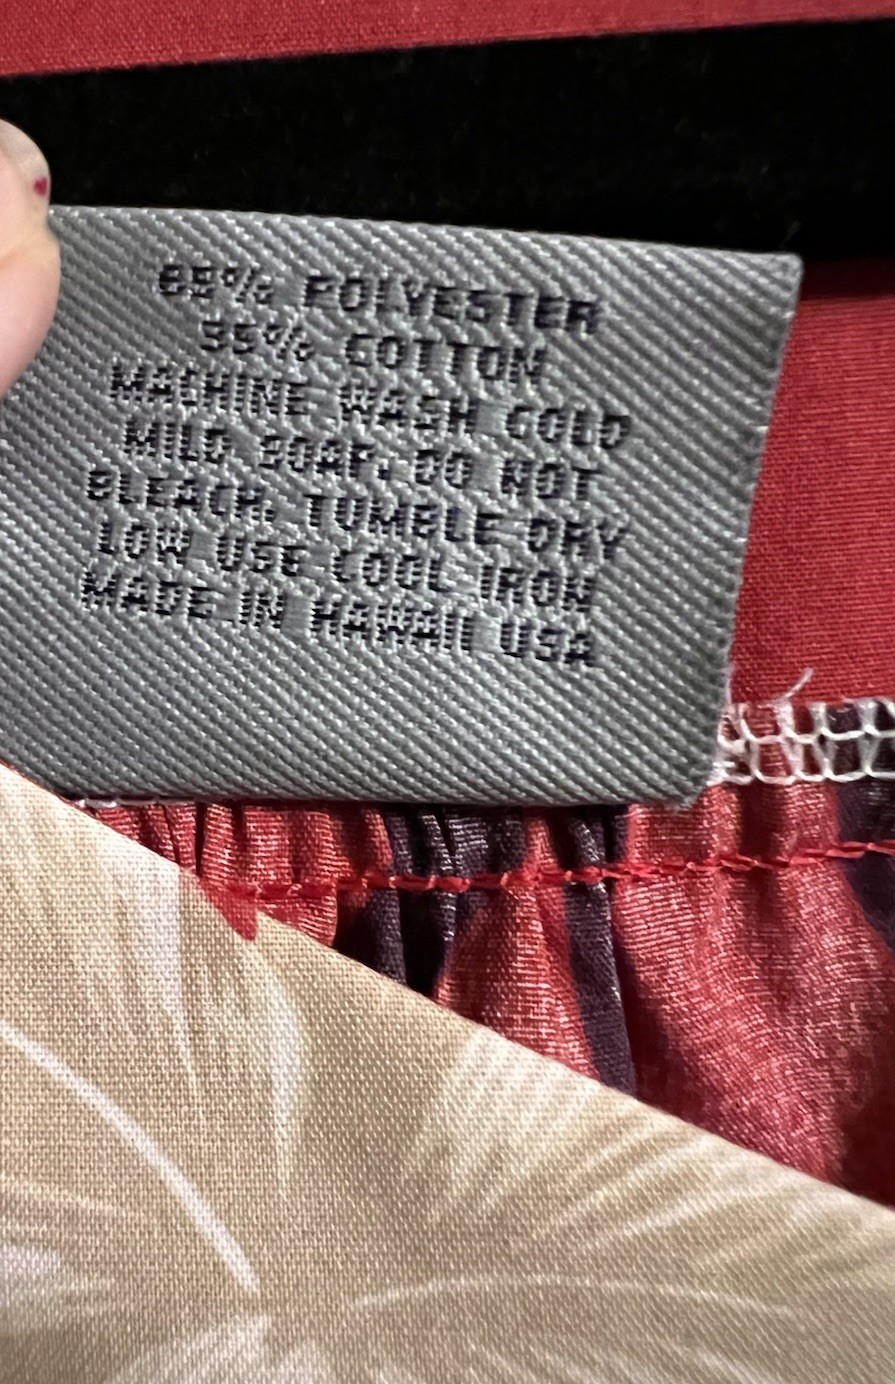 65% POLYESTER
35% COTTON
MACHINE WASH COLD
MILD SOAP. DO NOT
BLEACH. TUMBLE DRY
LOW USE COOL IRON
MADE IN HAWAII USA